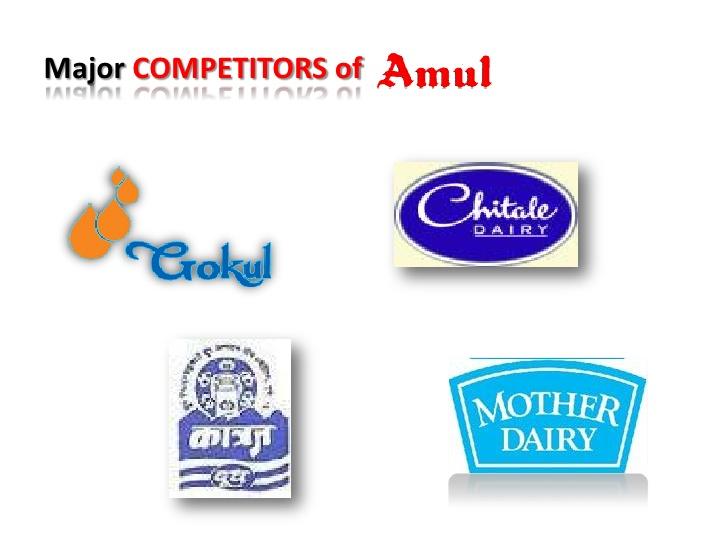 Major COMPETITORS of Amul
Gokul
Chitale
DAIRY
कात्रज
दूध
MOTHER
DAIRY